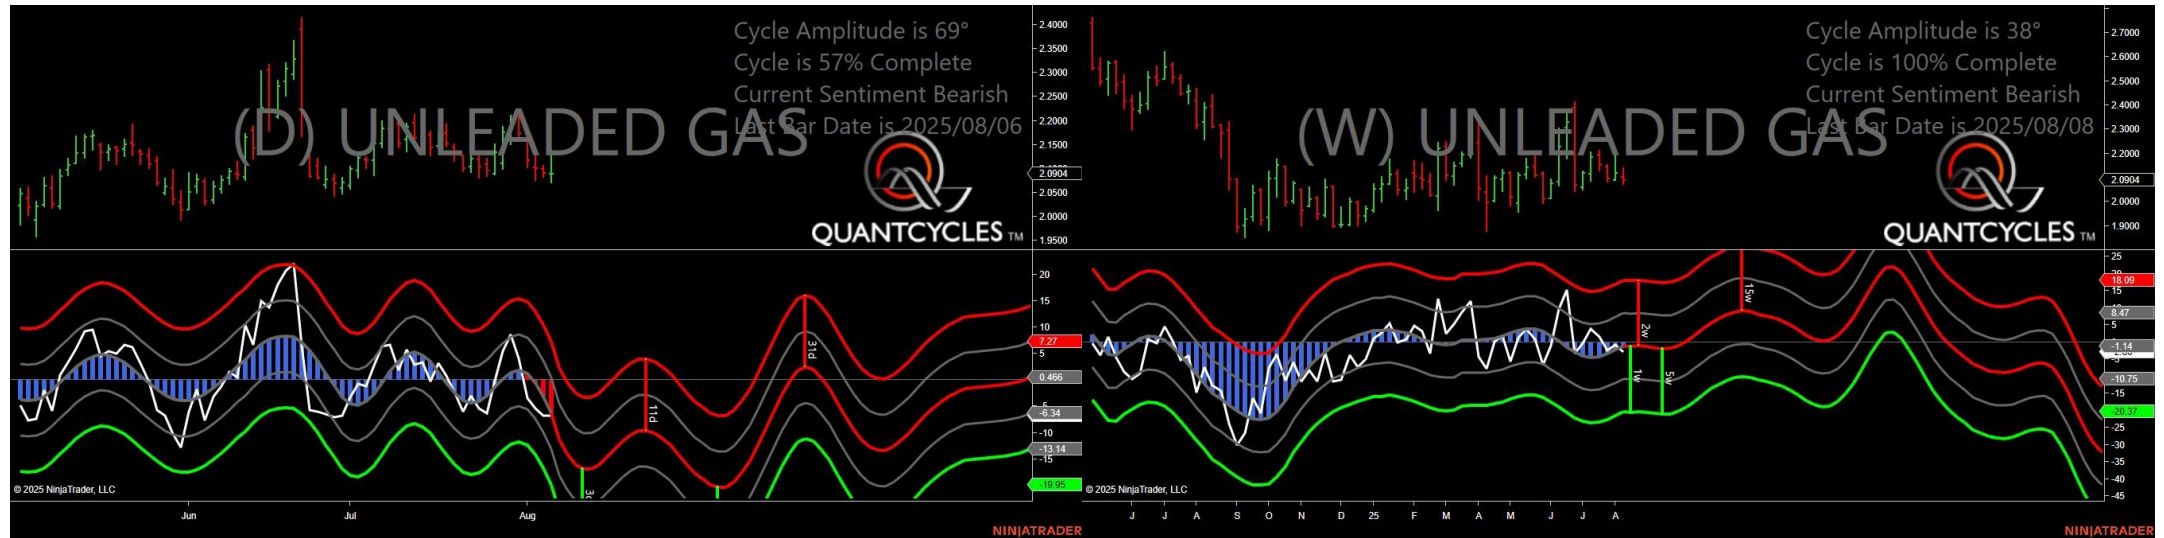 Cycle Amplitude is 69°
Cycle is 57% Complete
Current Sentiment Bearish
Last Bar Date is 2025/08/06
(D) UNLEADED GAS
QUANTCYCLES TM
2.4000
2.3500
2.3000
2.2500
2.2000
2.1500
2.0904
2.0500
2.0000
1.9500
20
15
10
7.27
5
0.466
-6.34
-10
-13.14
-15
-19.95
11d
31d
© 2025 NinjaTrader, LLC
Jun
Jul
Aug
NINJATRADER
Cycle Amplitude is 38°
Cycle is 100% Complete
Current Sentiment Bearish
Last Bar Date is 2025/08/08
(W) UNLEADED GAS
QUANTCYCLES TM
2.7000
2.6000
2.5000
2.4000
2.3000
2.2000
2.0904
2.0000
1.9000
25
18.09
15
8.47
5
-1.14
-10.75
-15
-20.37
-25
-30
-35
-40
-45
2w
15w
1w
5w
© 2025 NinjaTrader, LLC
J
J
A
S
O
N
D
25
F
M
A
M
J
J
A
NINJATRADER